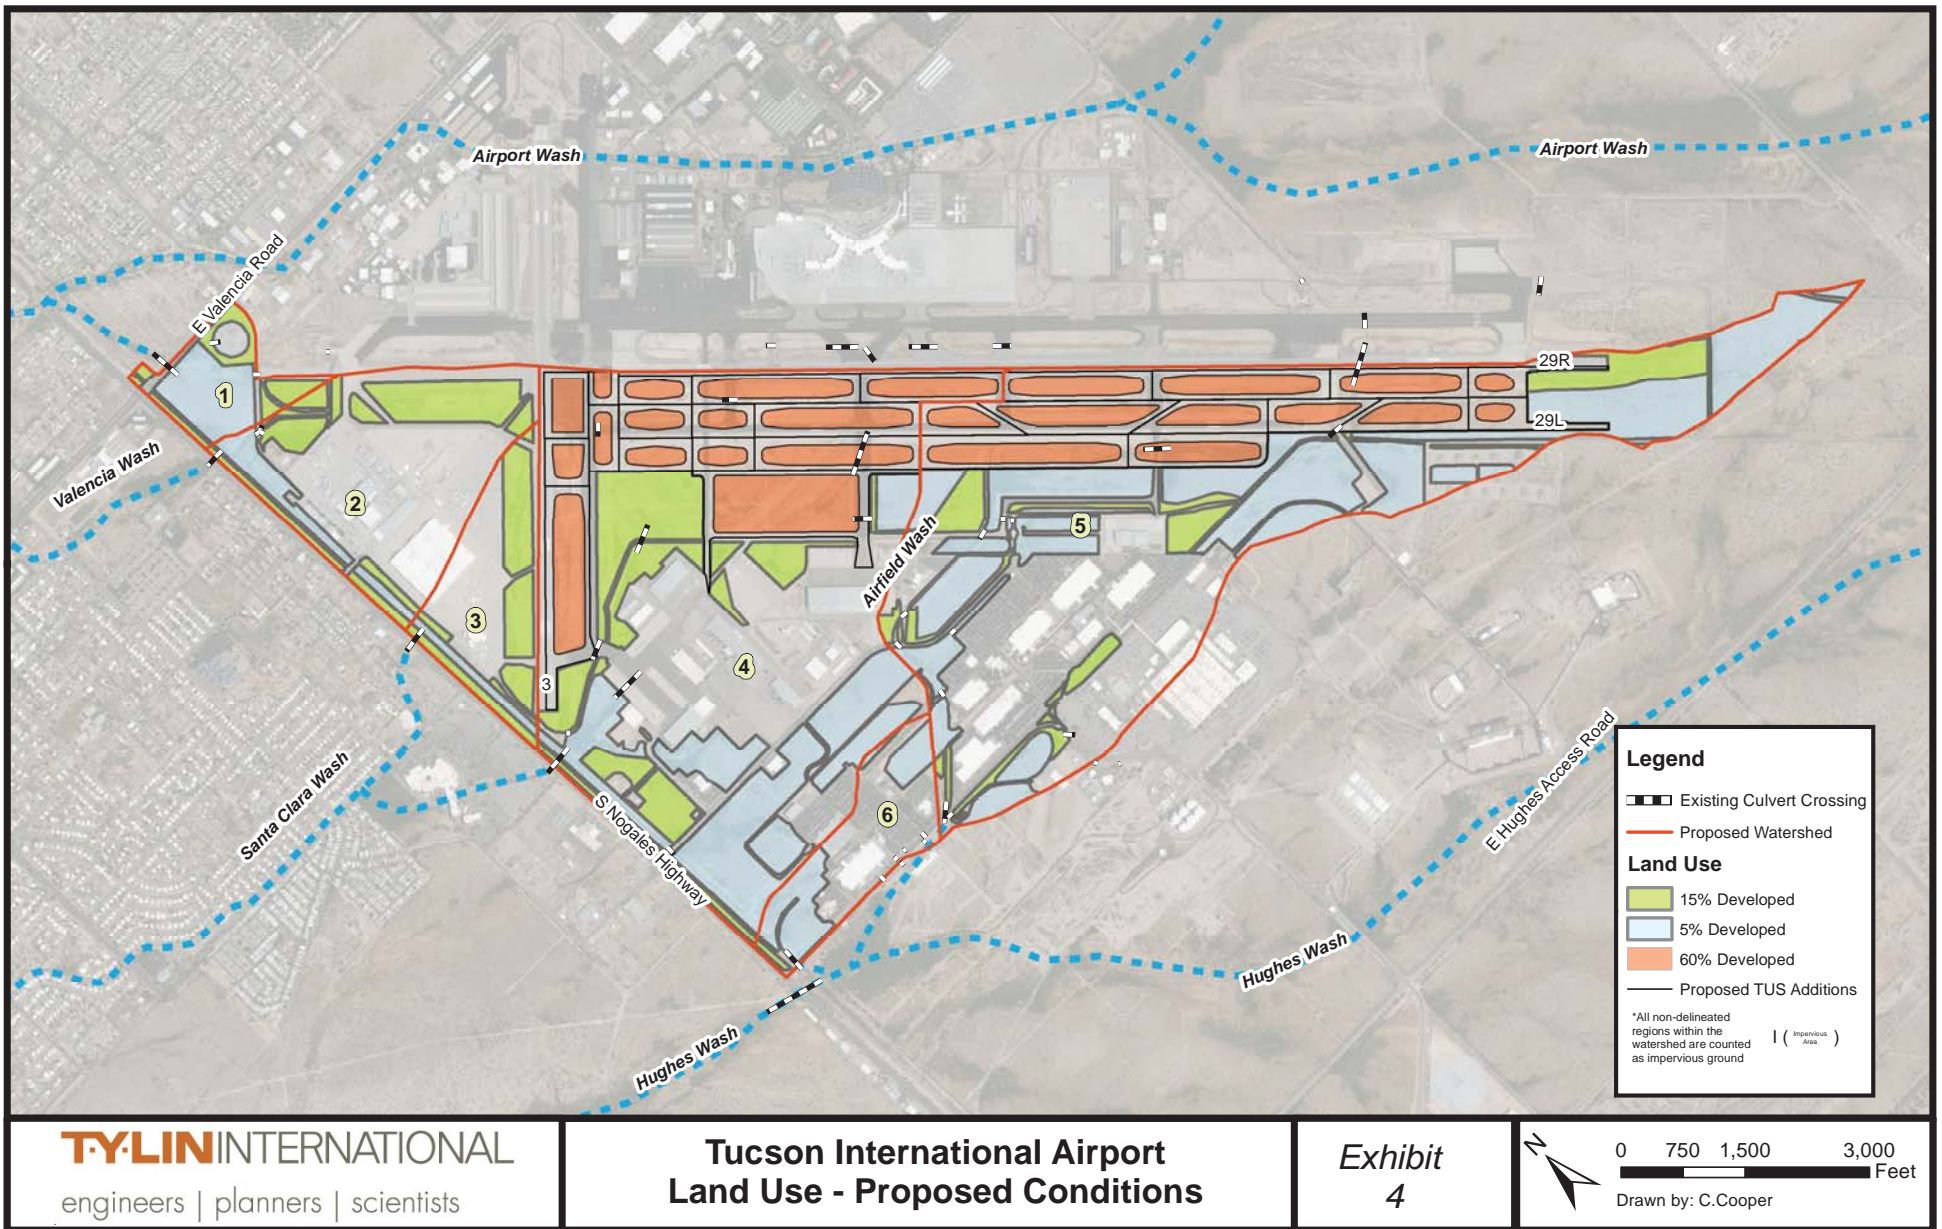 Airport Wash
Airport Wash
E Valencia Road
29R
1
29L
Valencia Wash
2
5
Airfield Wash
3
4
3
E Hughes Access Road
Santa Clara Wash
S Nogales Highway
6
Hughes Wash
Hughes Wash
Legend
Existing Culvert Crossing
Proposed Watershed
Land Use
15% Developed
5% Developed
60% Developed
Proposed TUS Additions
*All non-delineated
regions within the
watershed are counted
as impervious ground
I ( Impervious
Area )
T·Y·LIN INTERNATIONAL
engineers | planners | scientists
Tucson International Airport
Land Use - Proposed Conditions
Exhibit
4
N
0 750 1,500 3,000
Feet
Drawn by: C.Cooper